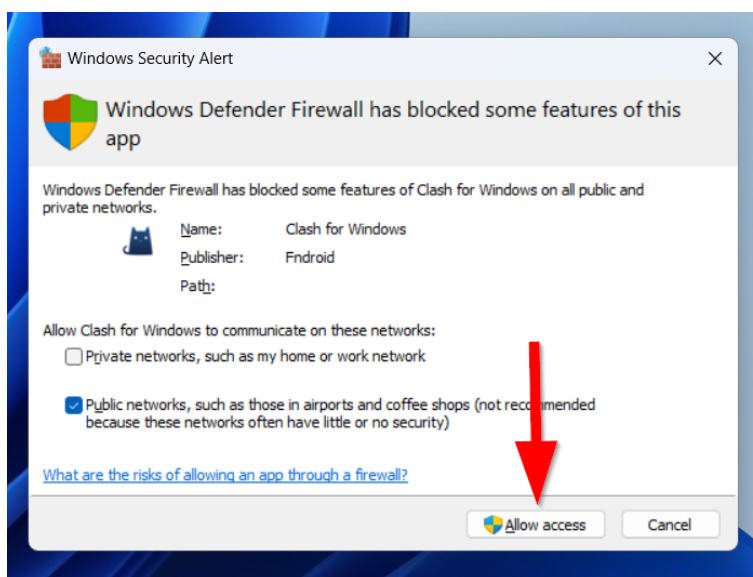 Windows Security Alert
Windows Defender Firewall has blocked some features of this
app
Windows Defender Firewall has blocked some features of Clash for Windows on all public and
private networks.
Name: Clash for Windows
Publisher: Fndroid
Path:
Allow Clash for Windows to communicate on these networks:
Private networks, such as my home or work network
Public networks, such as those in airports and coffee shops (not recommended
because these networks often have little or no security)
What are the risks of allowing an app through a firewall?
Allow access Cancel